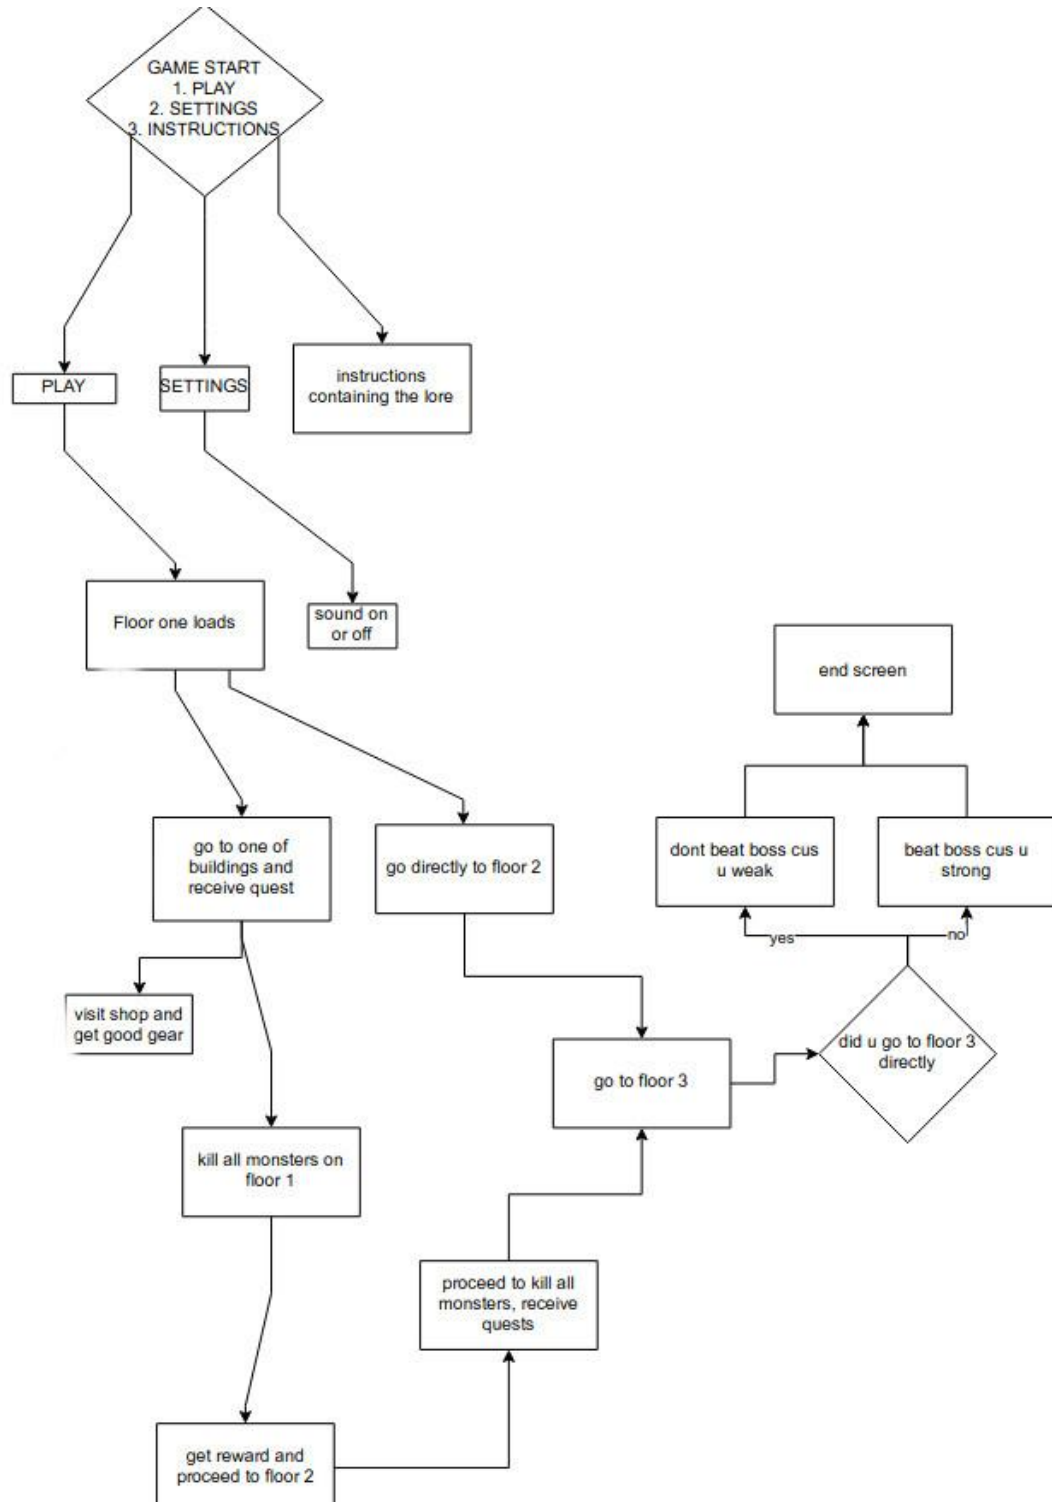 GAME START
1. PLAY
2. SETTINGS
3. INSTRUCTIONS
PLAY
SETTINGS
instructions
containing the lore
Floor one loads
sound on
or off
end screen
go to one of
buildings and
receive quest
go directly to floor 2
dont beat boss cus
u weak
beat boss cus u
strong
yes
no
visit shop and
get good gear
go to floor 3
did u go to floor 3
directly
kill all monsters on
floor 1
proceed to kill all
monsters, receive
quests
get reward and
proceed to floor 2